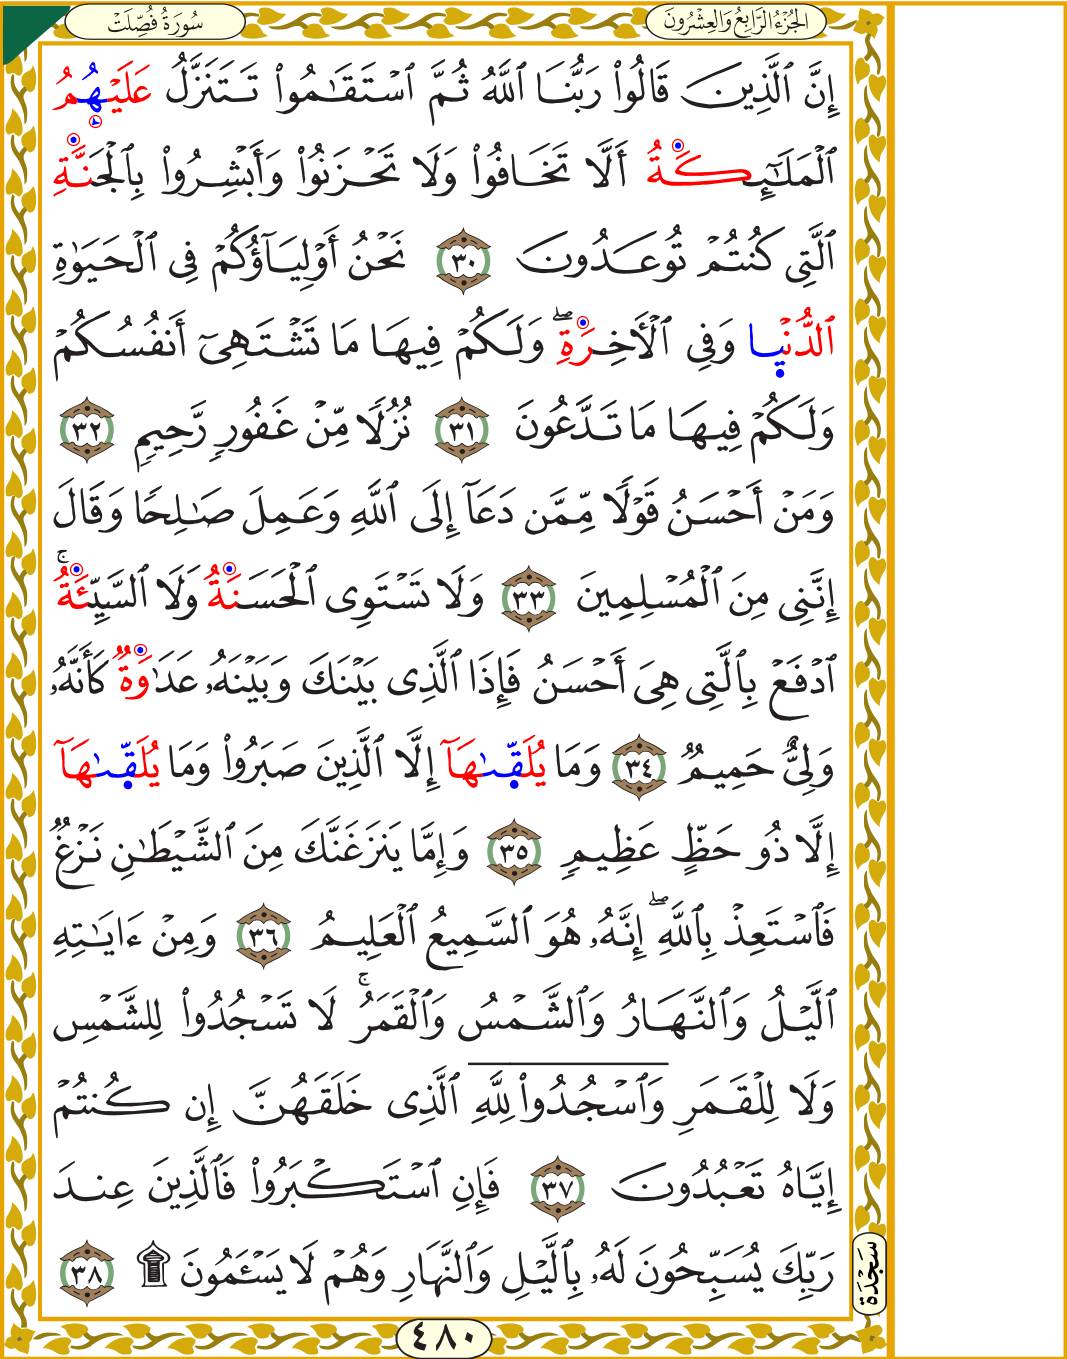 سُورَةُ فُصِّلَتْ
الجُزْءُ الرَّابِعُ وَالعِشْرُونَ
إِنَّ ٱلَّذِينَ قَالُوا۟ رَبُّنَا ٱللَّهُ ثُمَّ ٱسْتَقَـٰمُوا۟ تَتَنَزَّلُ عَلَيْهُمُ
ٱلْمَلَـٰٓئِكَةُ أَلَّا تَخَافُوا۟ وَلَا تَحْزَنُوا۟ وَأَبْشِرُوا۟ بِٱلْجَنَّةِ
ٱلَّتِى كُنتُمْ تُوعَدُونَ ٣٠ نَحْنُ أَوْلِيَآؤُكُمْ فِى ٱلْحَيَوٰةِ
ٱلدُّنْيَا وَفِى ٱلْأَخِرَةِ ۖ وَلَكُمْ فِيهَا مَا تَشْتَهِىٓ أَنفُسُكُمْ
وَلَكُمْ فِيهَا مَا تَدَّعُونَ ٣١ نُزُلًا مِّنْ غَفُورٍ رَّحِيمٍ ٣٢
وَمَنْ أَحْسَنُ قَوْلًا مِّمَّن دَعَآ إِلَى ٱللَّهِ وَعَمِلَ صَـٰلِحًا وَقَالَ
إِنَّنِى مِنَ ٱلْمُسْلِمِينَ ٣٣ وَلَا تَسْتَوِى ٱلْحَسَنَةُ وَلَا ٱلسَّيِّئَةُ ۚ
ٱدْفَعْ بِٱلَّتِى هِىَ أَحْسَنُ فَإِذَا ٱلَّذِى بَيْنَكَ وَبَيْنَهُۥ عَدَٰوَةٌ كَأَنَّهُۥ
وَلِىٌّ حَمِيمٌ ٣٤ وَمَا يُلَقَّىٰهَآ إِلَّا ٱلَّذِينَ صَبَرُوا۟ وَمَا يُلَقَّىٰهَآ
إِلَّا ذُو حَظٍّ عَظِيمٍ ٣٥ وَإِمَّا يَنزَغَنَّكَ مِنَ ٱلشَّيْطَـٰنِ نَزْغٌ
فَٱسْتَعِذْ بِٱللَّهِ ۖ إِنَّهُۥ هُوَ ٱلسَّمِيعُ ٱلْعَلِيمُ ٣٦ وَمِنْ ءَايَـٰتِهِ
ٱلَّيْلُ وَٱلنَّهَارُ وَٱلشَّمْسُ وَٱلْقَمَرُ ۚ لَا تَسْجُدُوا۟ لِلشَّمْسِ
وَلَا لِلْقَمَرِ وَٱسْجُدُوا۟ لِلَّهِ ٱلَّذِى خَلَقَهُنَّ إِن كُنتُمْ
إِيَّاهُ تَعْبُدُونَ ٣٧ فَإِنِ ٱسْتَكْبَرُوا۟ فَٱلَّذِينَ عِندَ
رَبِّكَ يُسَبِّحُونَ لَهُۥ بِٱلَّيْلِ وَٱلنَّهَارِ وَهُمْ لَا يَسْـَٔمُونَ ۩ ٣٨
سَجْدَة
٤٨٠